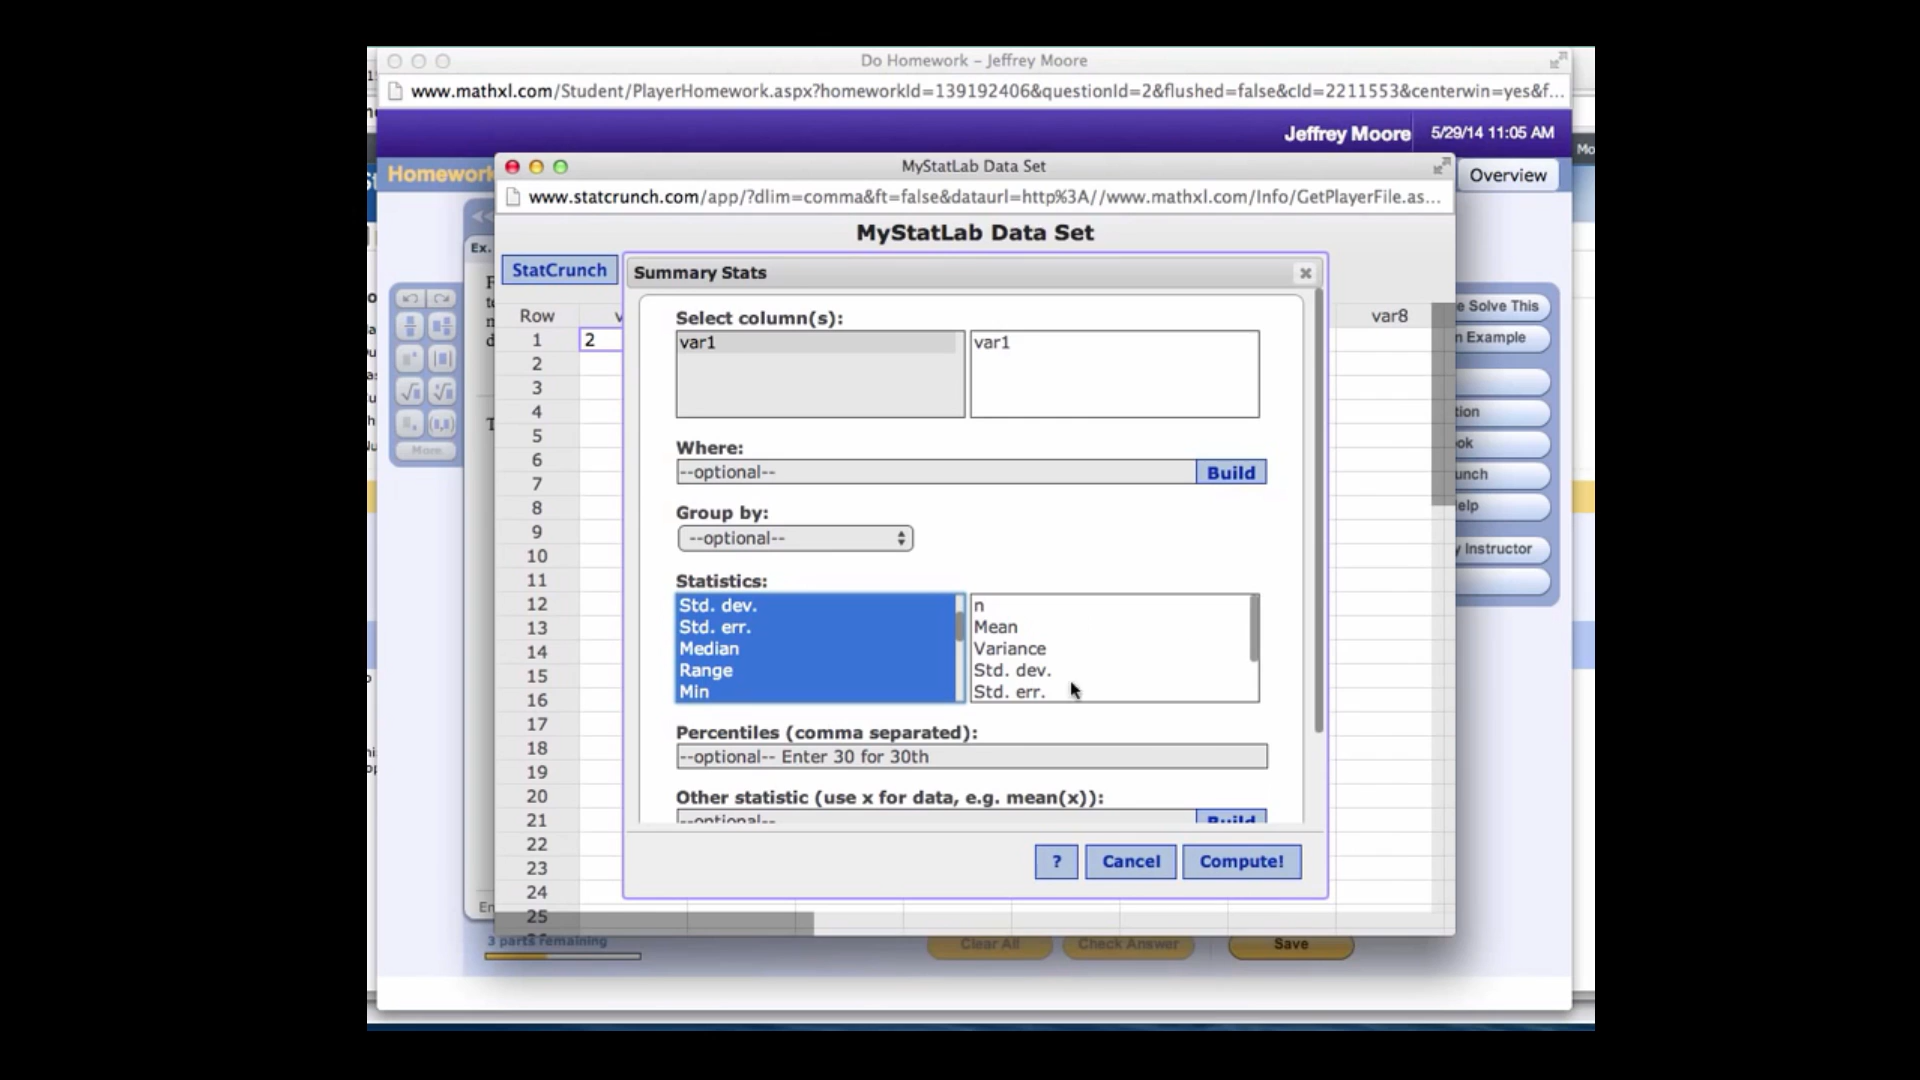 Do Homework – Jeffrey Moore
www.mathxl.com/Student/PlayerHomework.aspx?homeworkId=139192406&questionId=2&flushed=false&cId=2211553&centerwin=yes&f...
Jeffrey Moore 5/29/14 11:05 AM
Homework
Overview
MyStatLab Data Set
www.statcrunch.com/app/?dlim=comma&ft=false&dataurl=http%3A//www.mathxl.com/Info/GetPlayerFile.as...
MyStatLab Data Set
Ex.
StatCrunch
Summary Stats
Row var8
1 2
2
3
4
5
6
7
8
9
10
11
12
13
14
15
16
17
18
19
20
21
22
23
24
25
Select column(s):
var1 var1
Where:
--optional-- Build
Group by:
--optional--
Statistics:
Std. dev. n
Std. err. Mean
Median Variance
Range Std. dev.
Min Std. err.
Percentiles (comma separated):
--optional-- Enter 30 for 30th
Other statistic (use x for data, e.g. mean(x)):
--optional-- Build
? Cancel Compute!
Solve This
Example
Instructor
More
3 parts remaining
Clear All Check Answer Save